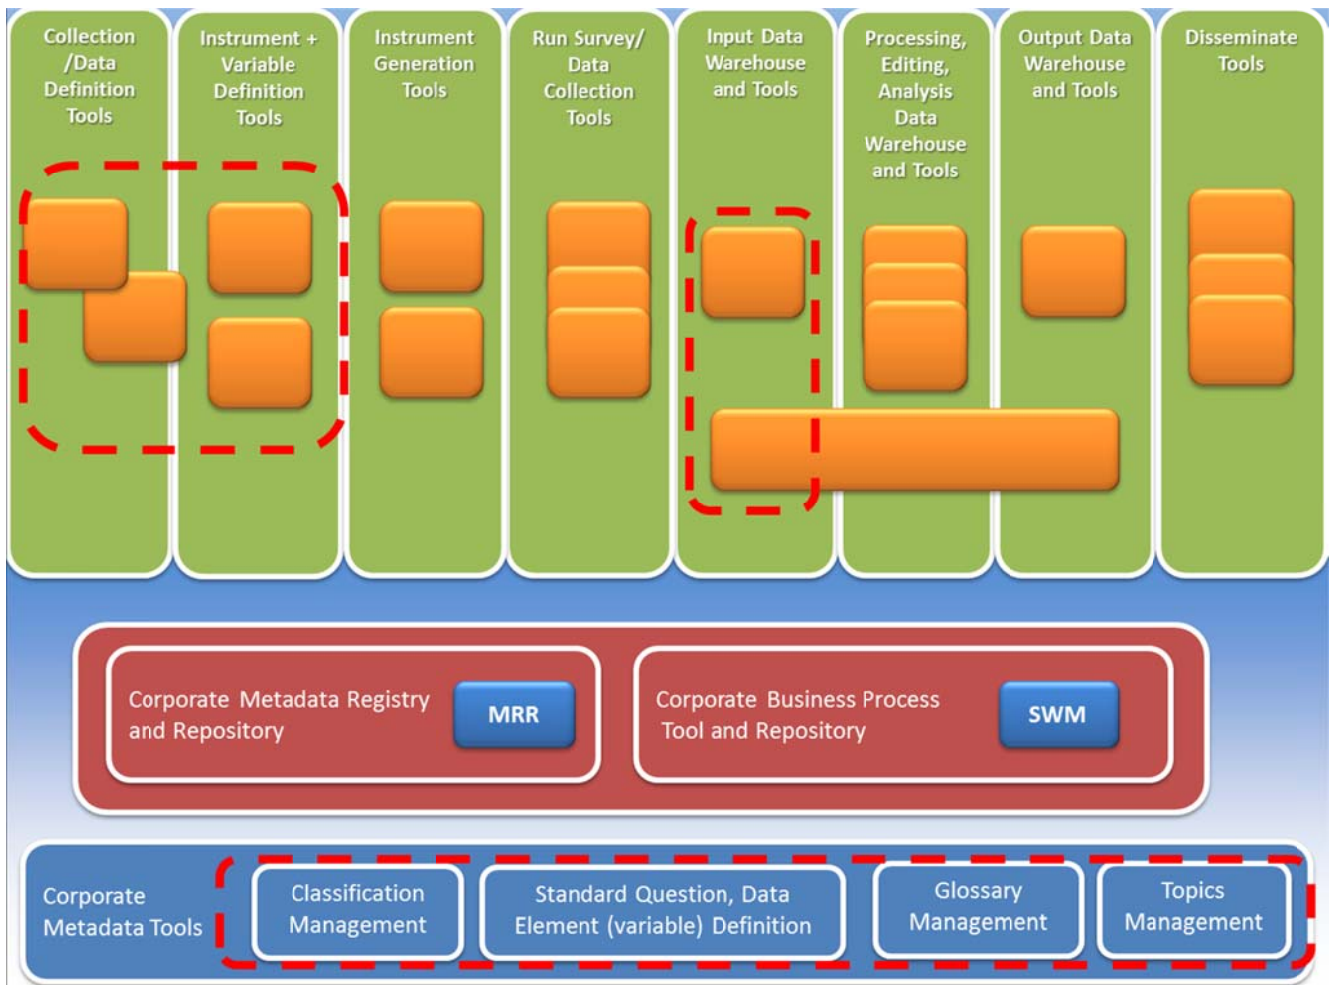 Collection
/Data
Definition
Tools
Instrument +
Variable
Definition
Tools
Instrument
Generation
Tools
Run Survey/
Data
Collection
Tools
Input Data
Warehouse
and Tools
Processing,
Editing,
Analysis
Data
Warehouse
and Tools
Output Data
Warehouse
and Tools
Disseminate
Tools
Corporate Metadata Registry
and Repository
MRR
Corporate Business Process
Tool and Repository
SWM
Corporate
Metadata Tools
Classification
Management
Standard Question, Data
Element (variable) Definition
Glossary
Management
Topics
Management